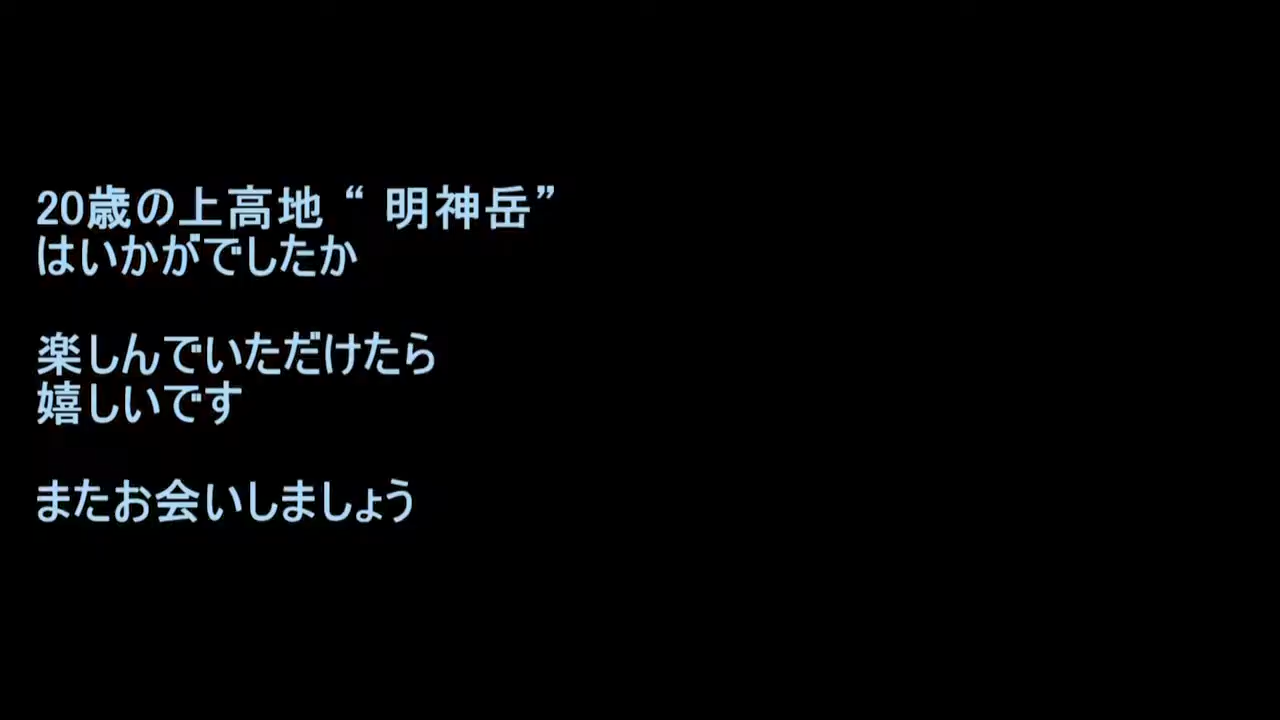 20歳の上高地 “ 明神岳”
はいかがでしたか
楽しんでいただけたら
嬉しいです
またお会いしましょう